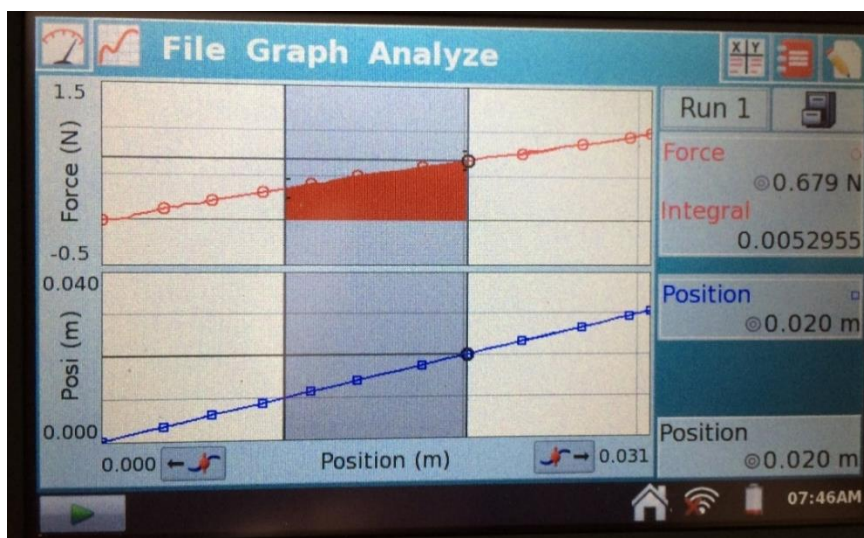 File Graph Analyze
X Y
1.5
Force (N)
-0.5
0.040
Posi (m)
0.000
0.000
Position (m)
0.031
Run 1
Force
0.679 N
Integral
0.0052955
Position
0.020 m
Position
0.020 m
07:46AM